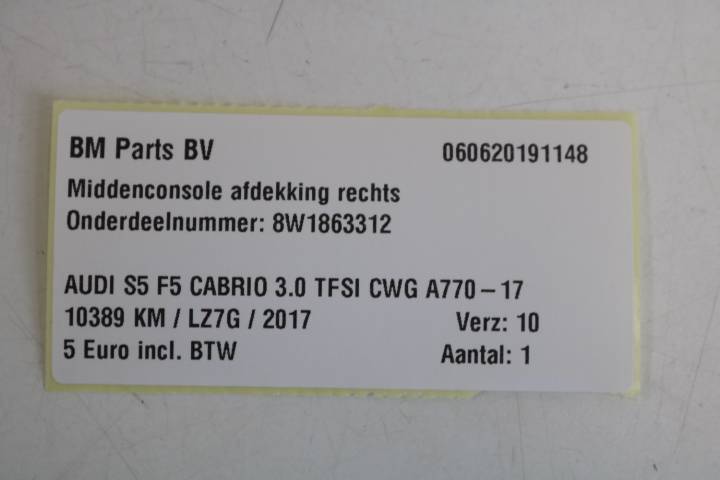 BM Parts BV 060620191148
Middenconsole afdekking rechts
Onderdeelnummer: 8W1863312
AUDI S5 F5 CABRIO 3.0 TFSI CWG A770-17
10389 KM / LZ7G / 2017 Verz: 10
5 Euro incl. BTW Aantal: 1